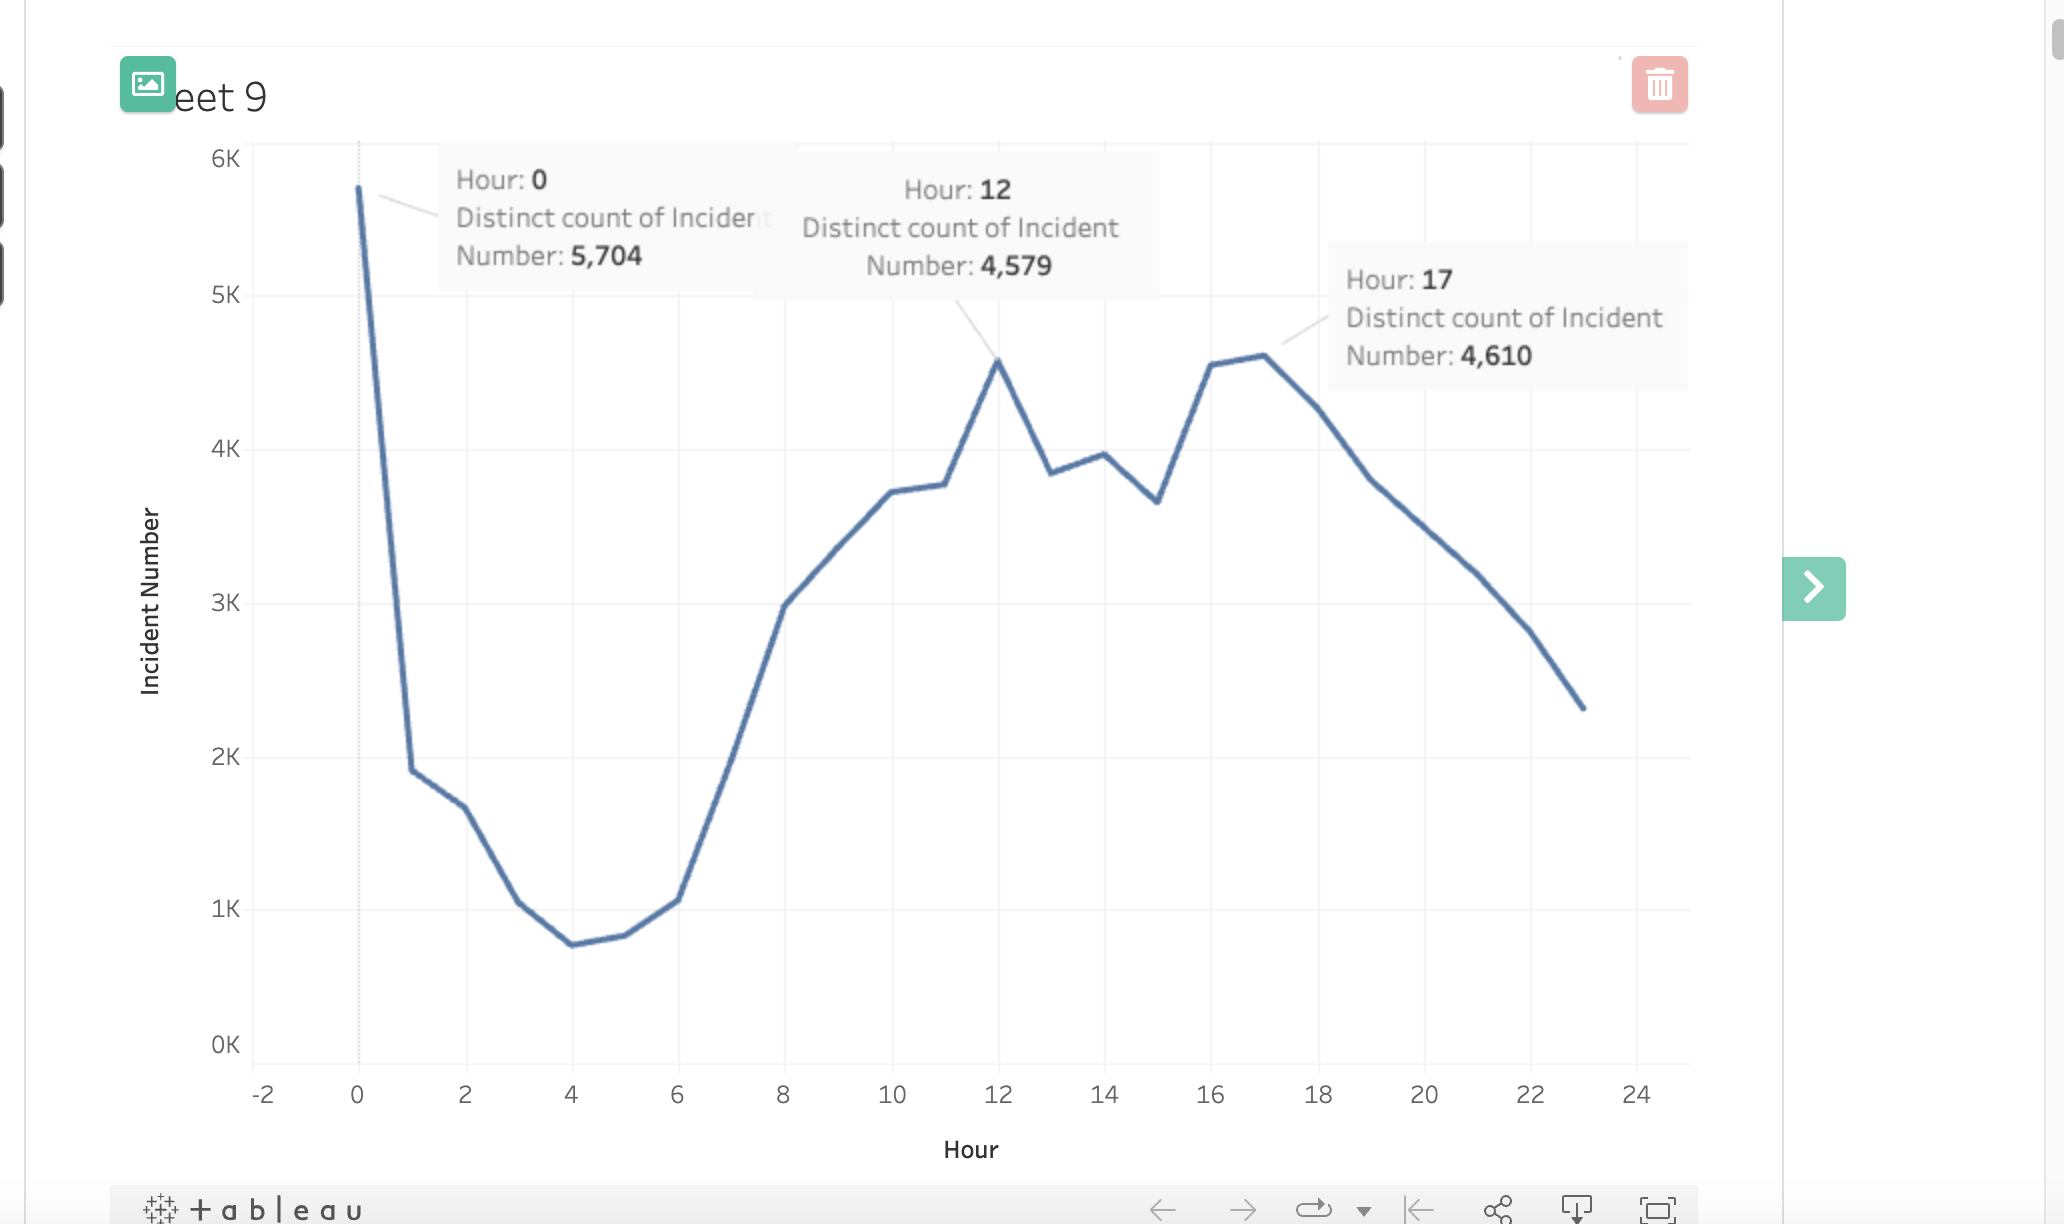 eet 9
Hour: 0
Distinct count of Incident
Number: 5,704
Hour: 12
Distinct count of Incident
Number: 4,579
Hour: 17
Distinct count of Incident
Number: 4,610
6K
5K
4K
3K
2K
1K
0K
Incident Number
-2 0 2 4 6 8 10 12 14 16 18 20 22 24
Hour
+ableau